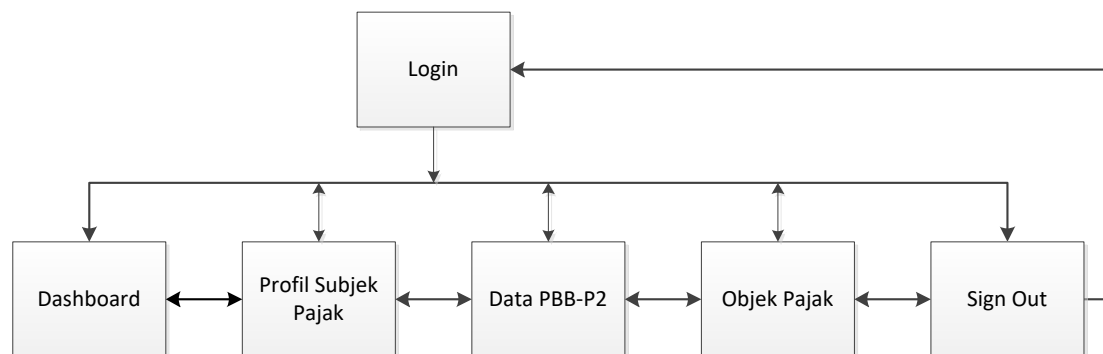 Login
Dashboard
Profil Subjek
Pajak
Data PBB-P2
Objek Pajak
Sign Out